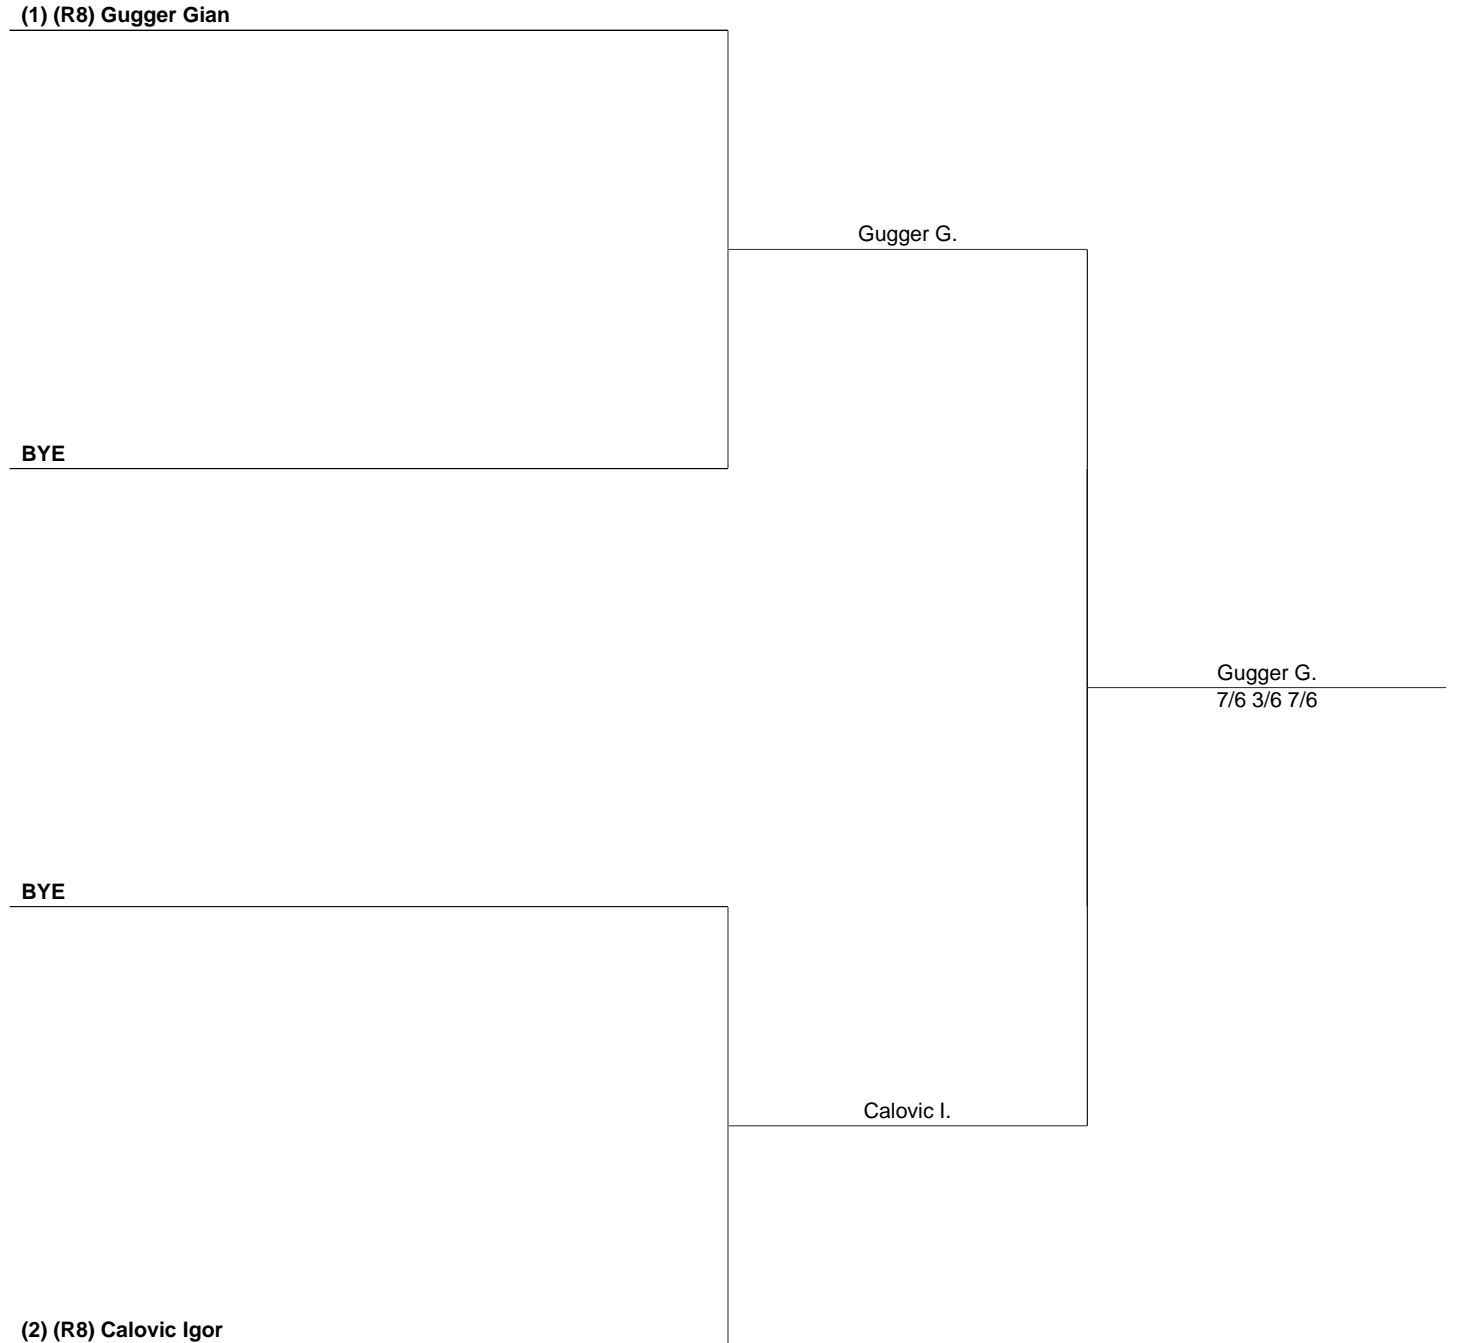 (1) (R8) Gugger Gian
Gugger G.
BYE
Gugger G.
7/6 3/6 7/6
BYE
Calovic I.
(2) (R8) Calovic Igor